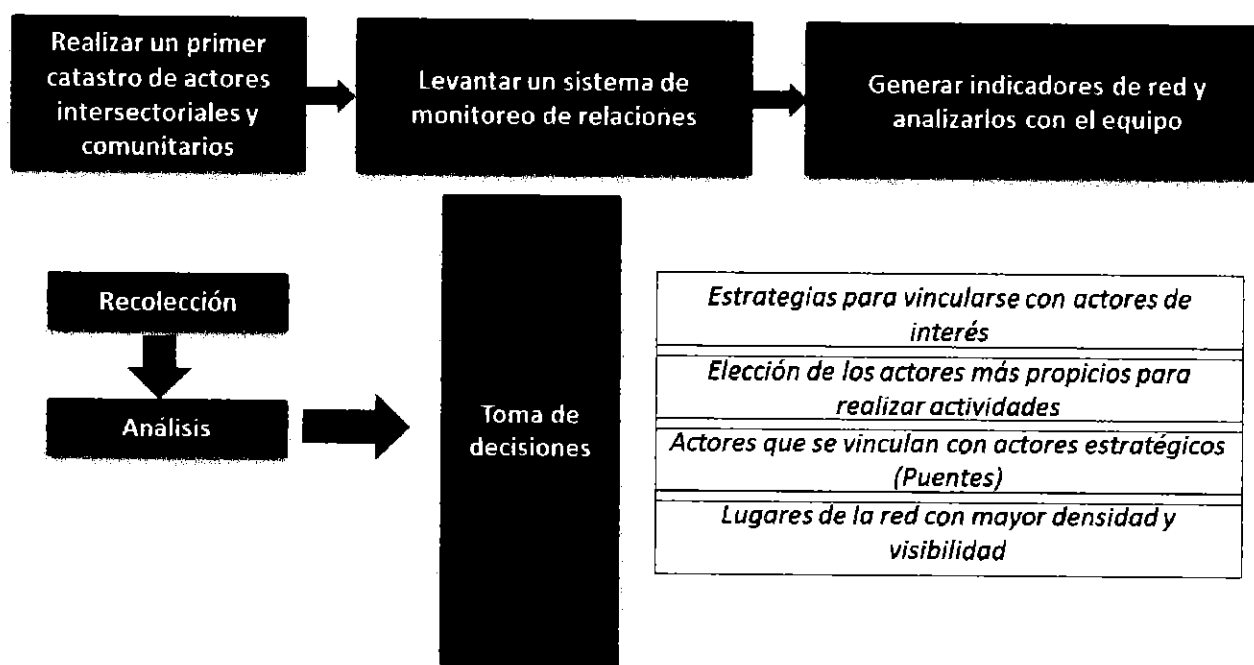 Realizar un primer
catastro de actores
intersectoriales y
comunitarios
Levantar un sistema de
monitoreo de relaciones
Generar indicadores de red y
analizarlos con el equipo
Recolección
Análisis
Toma de
decisiones
Estrategias para vincularse con actores de
interés
Elección de los actores más propicios para
realizar actividades
Actores que se vinculan con actores estratégicos
(Puentes)
Lugares de la red con mayor densidad y
visibilidad